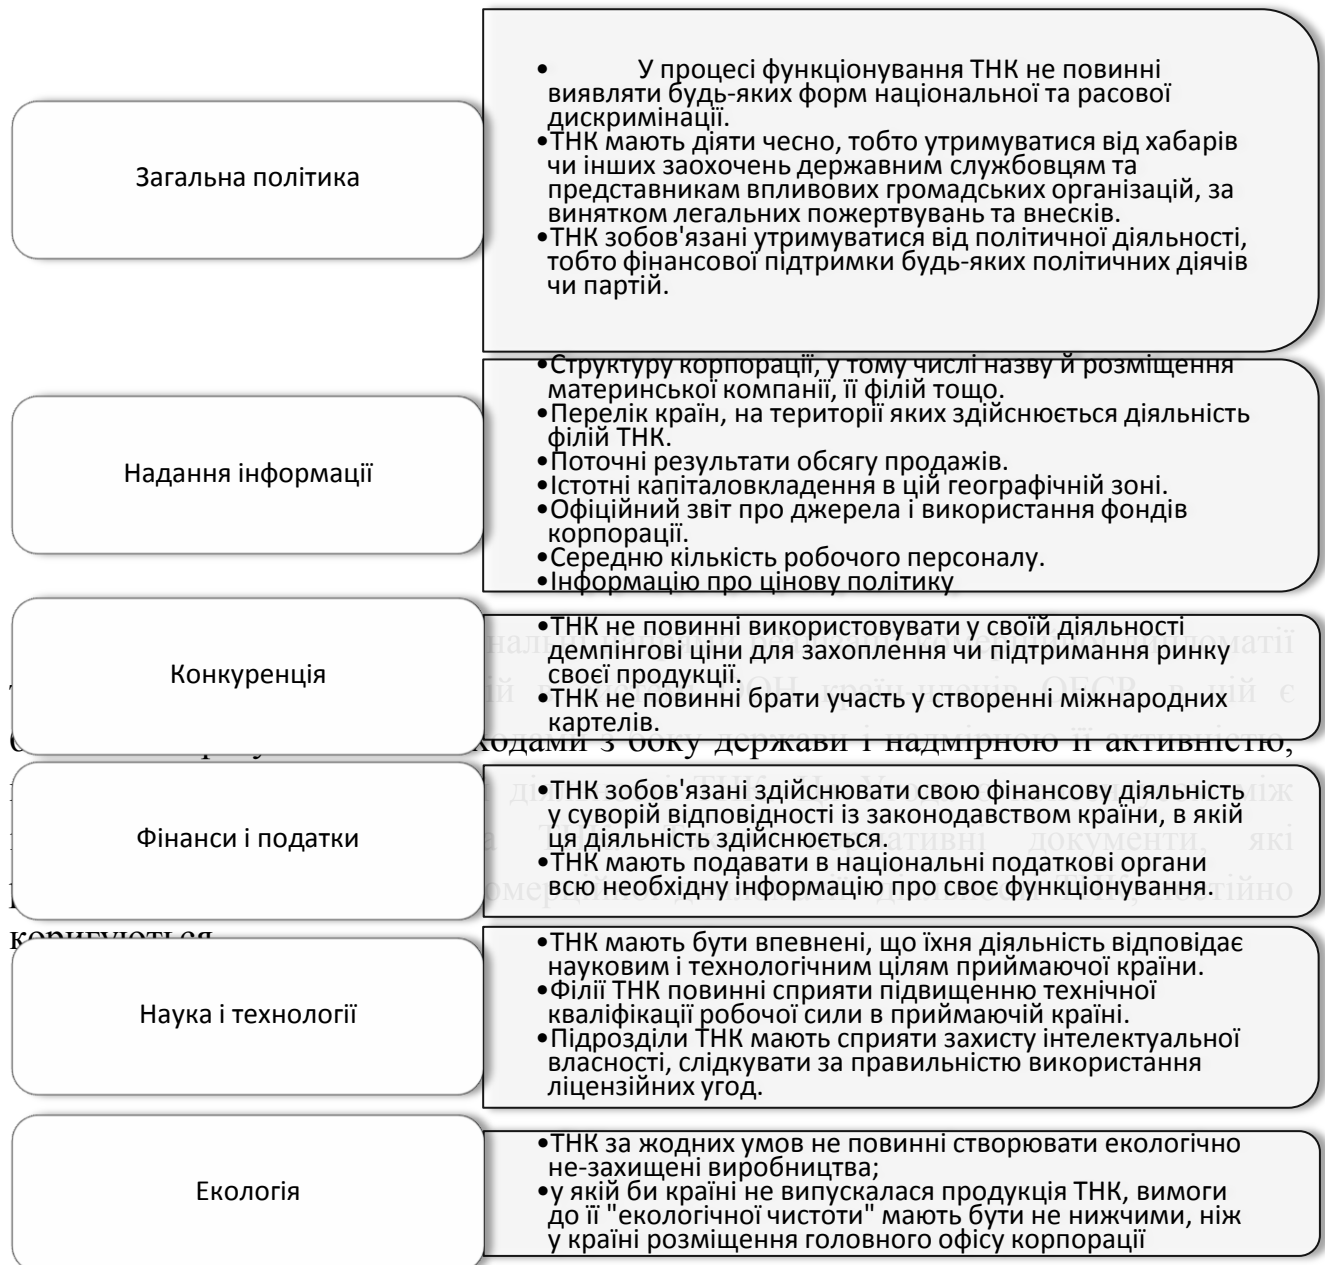 Загальна політика
• У процесі функціонування ТНК не повинні
виявляти будь-яких форм національної та расової
дискримінації.
•ТНК мають діяти чесно, тобто утримуватися від хабарів
чи інших заохочень державним службовцям та
представникам впливових громадських організацій, за
винятком легальних пожертвувань та внесків.
•ТНК зобов'язані утримуватися від політичної діяльності,
тобто фінансової підтримки будь-яких політичних діячів
чи партій.
Надання інформації
•Структуру корпорації, у тому числі назву й розміщення
материнської компанії, її філій тощо.
•Перелік країн, на території яких здійснюється діяльність
філій ТНК.
•Поточні результати обсягу продажів.
•Істотні капіталовкладення в цій географічній зоні.
•Офіційний звіт про джерела і використання фондів
корпорації.
•Середню кількість робочого персоналу.
•Інформацію про цінову політику
Конкуренція
•ТНК не повинні використовувати у своїй діяльності
демпінгові ціни для захоплення чи підтримання ринку
своєї продукції.
•ТНК не повинні брати участь у створенні міжнародних
картелів.
з боку держави і надмірною її активністю,
Фінанси і податки
•ТНК зобов'язані здійснювати свою фінансову діяльність
у суворій відповідності із законодавством країни, в якій
ця діяльність здійснюється.
•ТНК мають подавати в національні податкові органи
всю необхідну інформацію про своє функціонування.
між
документи, які
постійно
коригуються
Наука і технології
•ТНК мають бути впевнені, що їхня діяльність відповідає
науковим і технологічним цілям приймаючої країни.
•Філії ТНК повинні сприяти підвищенню технічної
кваліфікації робочої сили в приймаючій країні.
•Підрозділи ТНК мають сприяти захисту інтелектуальної
власності, слідкувати за правильністю використання
ліцензійних угод.
Екологія
•ТНК за жодних умов не повинні створювати екологічно
не-захищені виробництва;
•у якій би країні не випускалася продукція ТНК, вимоги
до її "екологічної чистоти" мають бути не нижчими, ніж
у країні розміщення головного офісу корпорації